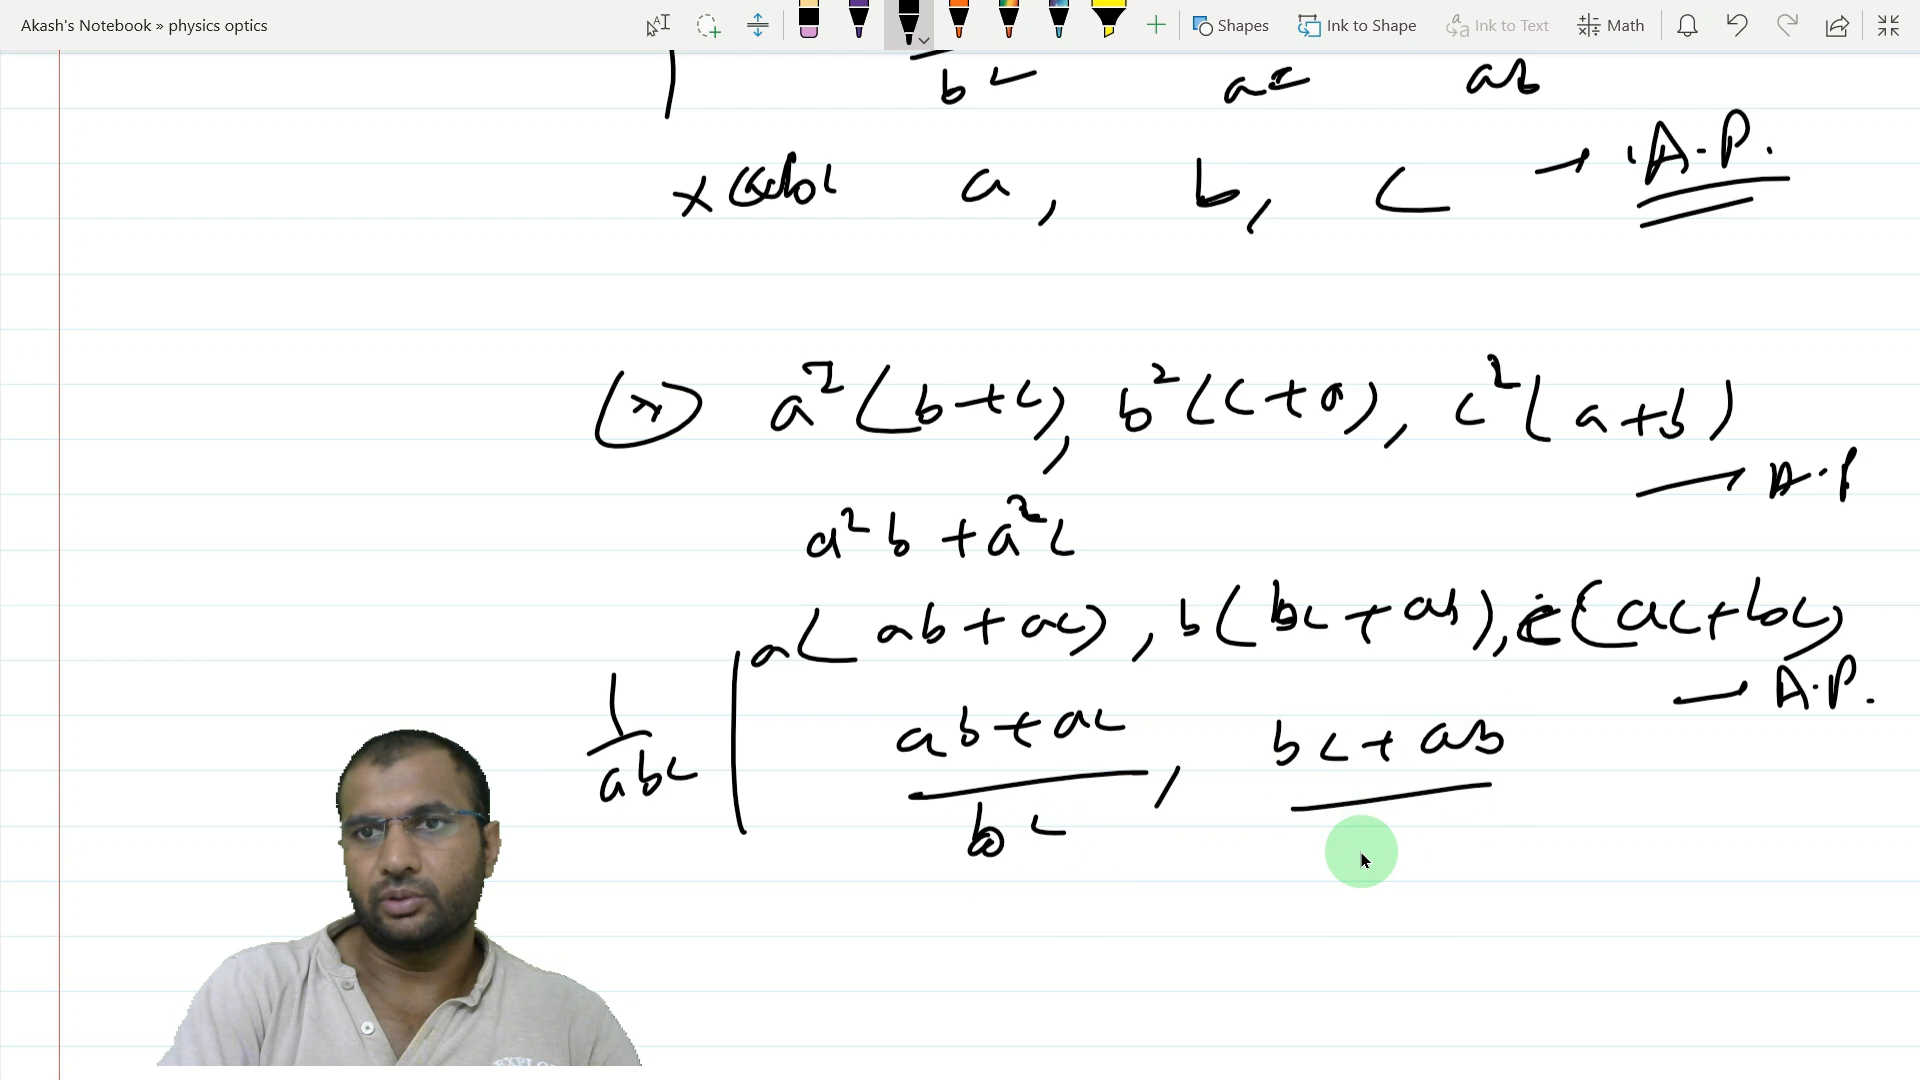 Akash's Notebook » physics optics
Shapes Ink to Shape Ink to Text Math
bc ac ab
a, b, c → A.P.
a²(b+c), b²(c+a), c²(a+b)
→ A.P
a²b + a²c
a(ab+ac), b(bc+ab), c(ac+bc)
→ A.P.
1/abc | ab+ac/bc, bc+ab
EXPLO